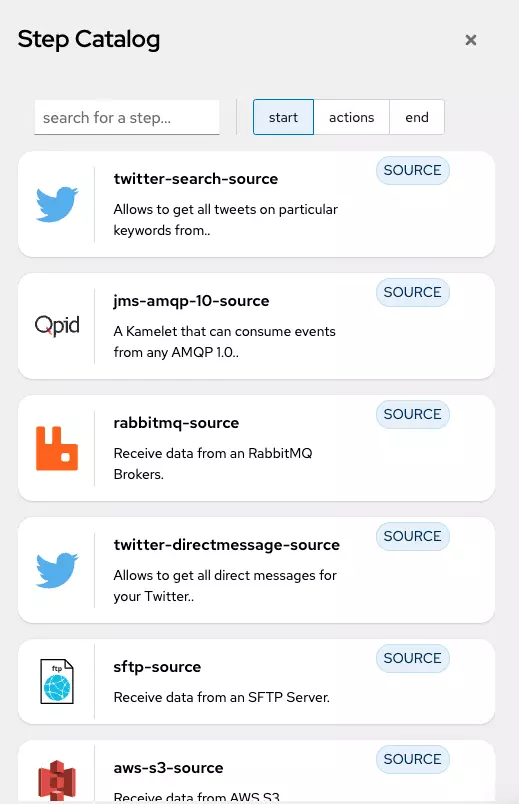 Step Catalog
search for a step...
start
actions
end
twitter-search-source
SOURCE
Allows to get all tweets on particular
keywords from..
Qpid
jms-amqp-10-source
SOURCE
A Kamelet that can consume events
from any AMQP 1.0..
rabbitmq-source
SOURCE
Receive data from an RabbitMQ
Brokers.
twitter-directmessage-source
SOURCE
Allows to get all direct messages for
your Twitter..
ftp
sftp-source
SOURCE
Receive data from an SFTP Server.
aws-s3-source
SOURCE
Receive data from AWS S3